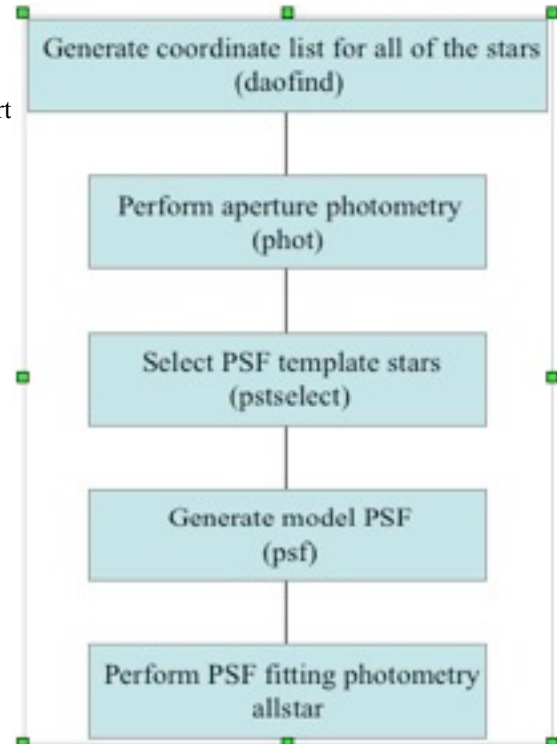 Generate coordinate list for all of the stars
(daofind)
rt
Perform aperture photometry
(phot)
Select PSF template stars
(pstselect)
Generate model PSF
(psf)
Perform PSF fitting photometry
allstar